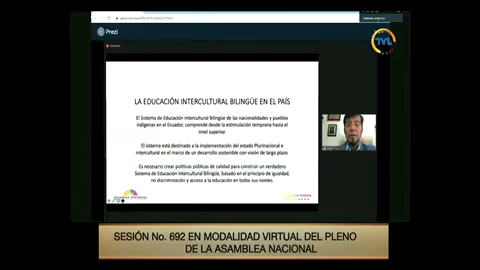 Prezi
TVL
LA EDUCACIÓN INTERCULTURAL BILINGÜE EN EL PAÍS
El Sistema de Educación Intercultural Bilingüe de las nacionalidades y pueblos
indígenas en el Ecuador, comprende desde la estimulación temprana hasta el
nivel superior.
El sistema está destinado a la implementación del estado Plurinacional e
intercultural en el marco de un desarrollo sostenible con visión de largo plazo
Es necesario crear políticas públicas de calidad para construir un verdadero
Sistema de Educación Intercultural Bilingüe, basado en el principio de igualdad,
no discriminación y acceso a la educación en todos sus niveles.
SESIÓN No. 692 EN MODALIDAD VIRTUAL DEL PLENO
DE LA ASAMBLEA NACIONAL